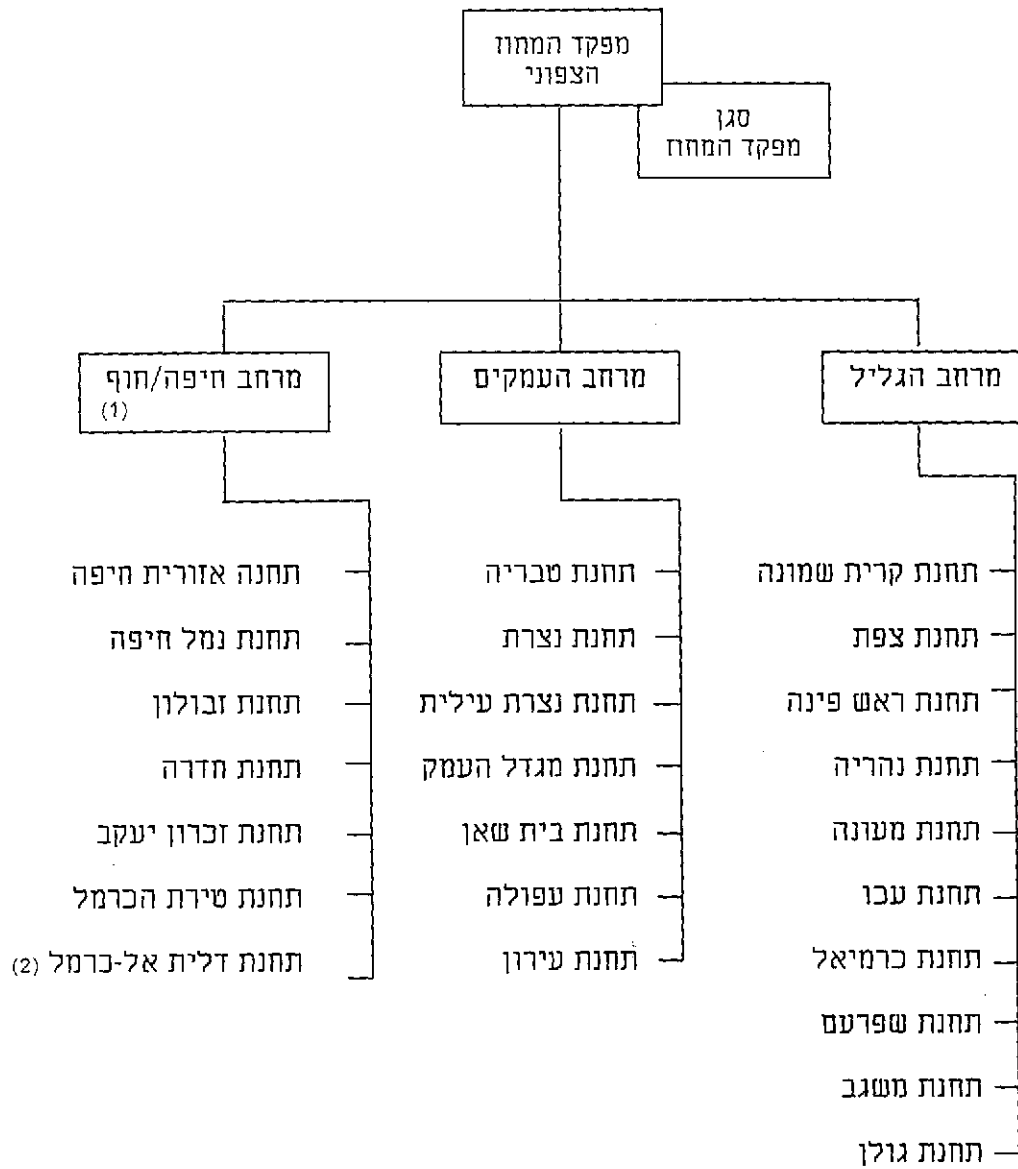 מפקד המחוז
הצפוני
סגן
מפקד המחוז
מרחב הגליל
תחנת קרית שמונה
תחנת צפת
תחנת ראש פינה
תחנת נהריה
תחנת מעונה
תחנת עכו
תחנת כרמיאל
תחנת שפרעם
תחנת משגב
תחנת גולן
מרחב העמקים
תחנת טבריה
תחנת נצרת
תחנת נצרת עילית
תחנת מגדל העמק
תחנת בית שאן
תחנת עפולה
תחנת עירון
מרחב חיפה/חוף
(1)
תחנה אזורית חיפה
תחנת נמל חיפה
תחנת זבולון
תחנת חדרה
תחנת זכרון יעקב
תחנת טירת הכרמל
תחנת דלית אל-כרמל (2)